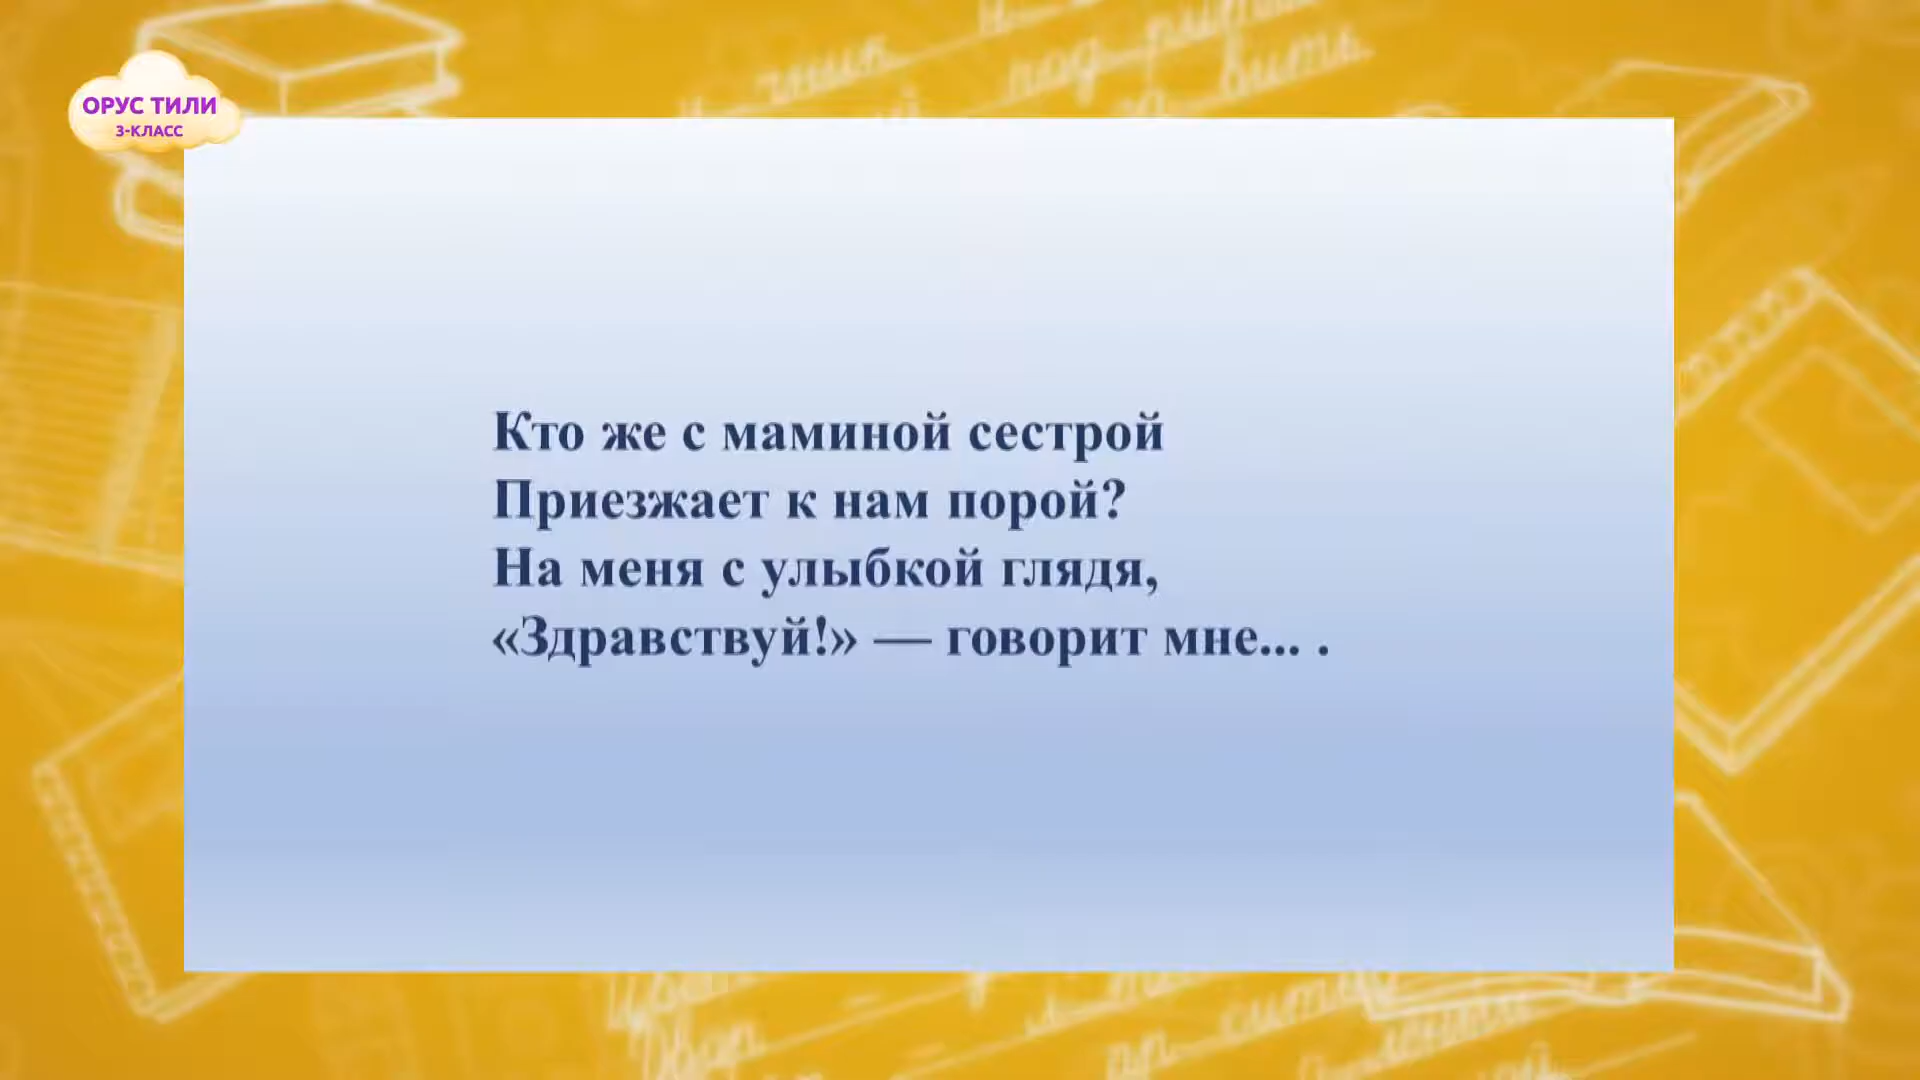 ОРУС ТИЛИ
3-КЛАСС
Кто же с маминой сестрой
Приезжает к нам порой?
На меня с улыбкой глядя,
«Здравствуй!» — говорит мне... .